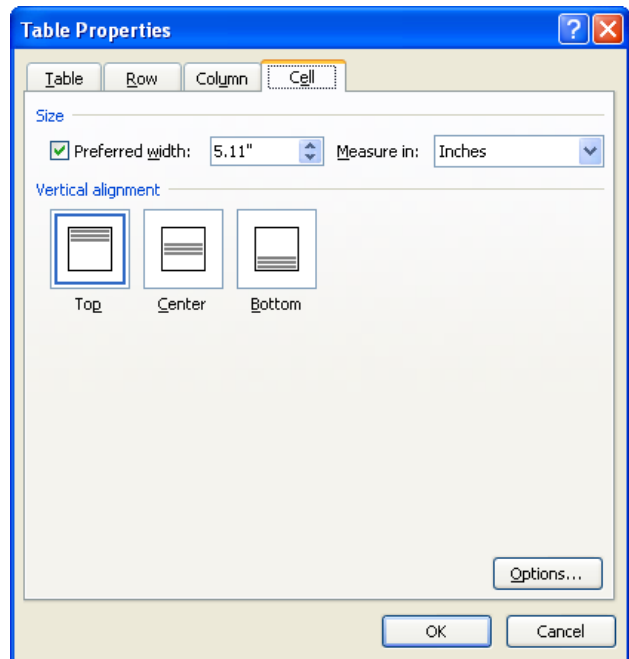 Table Properties
Table Row Column Cell
Size
Preferred width: 5.11" Measure in: Inches
Vertical alignment
Top Center Bottom
Options...
OK Cancel